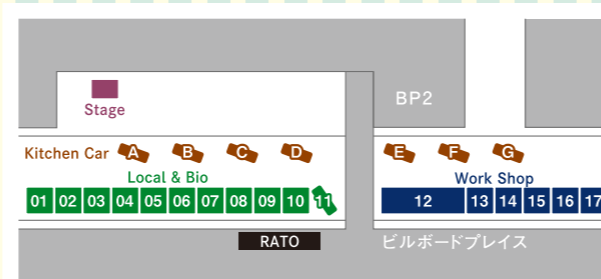 BP2
Stage
Kitchen Car A B C D E F G
Local & Bio
Work Shop
01 02 03 04 05 06 07 08 09 10 11 12 13 14 15 16 17
RATO
ビルボードプレイス